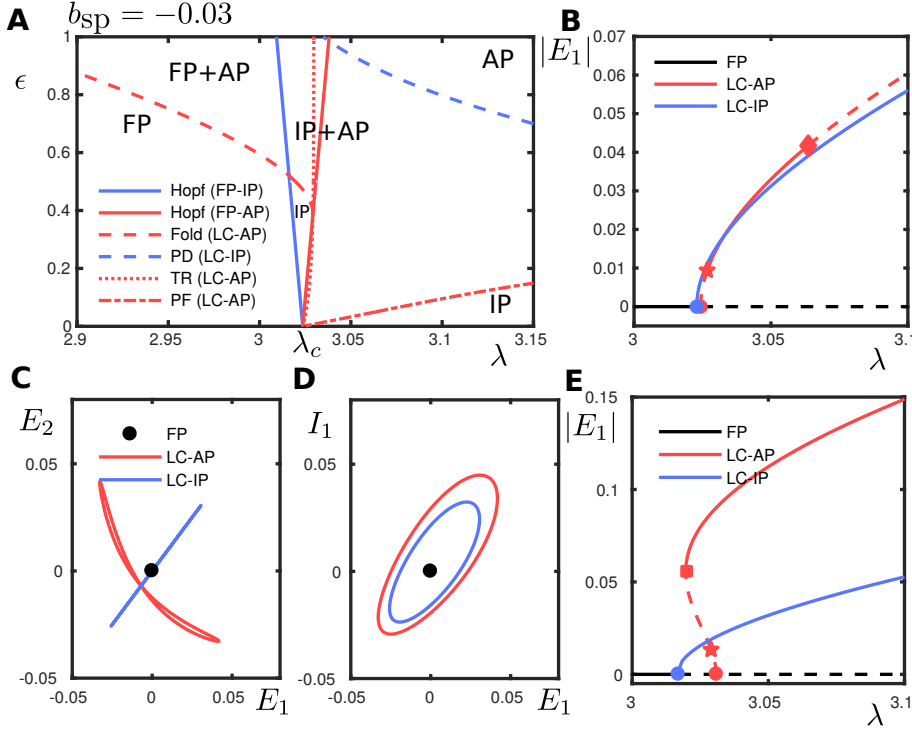 b_sp = −0.03
A
ϵ
1
0.8
0.6
0.4
0.2
0
FP+AP
FP
IP+AP
AP
IP
IP
Hopf (FP-IP)
Hopf (FP-AP)
Fold (LC-AP)
PD (LC-IP)
TR (LC-AP)
PF (LC-AP)
2.9
2.95
3
λ_c
3.05
3.1
3.15
λ
B
|E_1|
0.07
0.06
0.05
0.04
0.03
0.02
0.01
0
FP
LC-AP
LC-IP
3
3.05
3.1
λ
C
E_2
0.05
0
-0.05
FP
LC-AP
LC-IP
-0.05
0
0.05
E_1
D
I_1
0.05
0
-0.05
-0.05
0
0.05
E_1
E
|E_1|
0.15
0.1
0.05
0
FP
LC-AP
LC-IP
3
3.05
3.1
λ